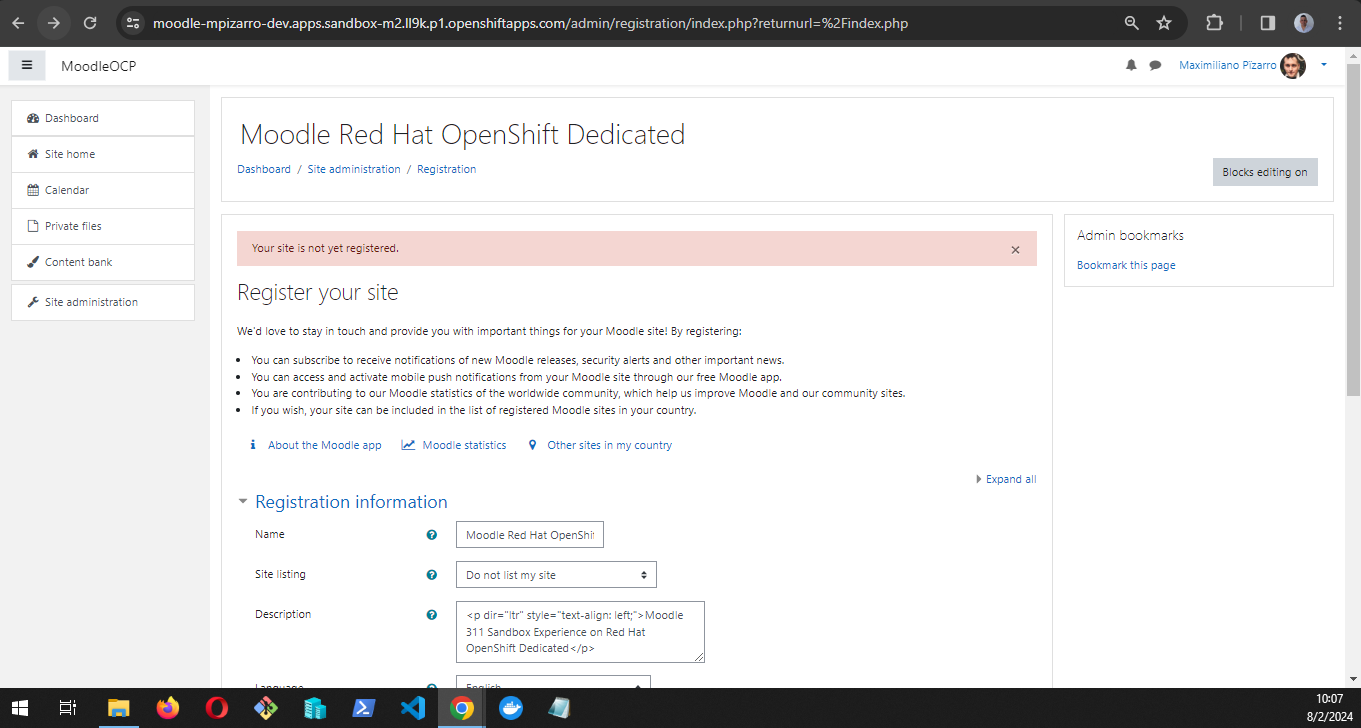 moodle-mpizarro-dev.apps.sandbox-m2.ll9k.p1.openshiftapps.com/admin/registration/index.php?returnurl=%2Findex.php
MoodleOCP
Maximiliano Pizarro
Dashboard
Site home
Calendar
Private files
Content bank
Site administration
Moodle Red Hat OpenShift Dedicated
Dashboard / Site administration / Registration
Blocks editing on
Your site is not yet registered.
×
Admin bookmarks
Bookmark this page
Register your site
We'd love to stay in touch and provide you with important things for your Moodle site! By registering:
• You can subscribe to receive notifications of new Moodle releases, security alerts and other important news.
• You can access and activate mobile push notifications from your Moodle site through our free Moodle app.
• You are contributing to our Moodle statistics of the worldwide community, which help us improve Moodle and our community sites.
• If you wish, your site can be included in the list of registered Moodle sites in your country.
About the Moodle app Moodle statistics Other sites in my country
Expand all
Registration information
Name Moodle Red Hat OpenShif
Site listing Do not list my site
Description <p dir="ltr" style="text-align: left;">Moodle
311 Sandbox Experience on Red Hat
OpenShift Dedicated</p>
Language English
10:07
8/2/2024